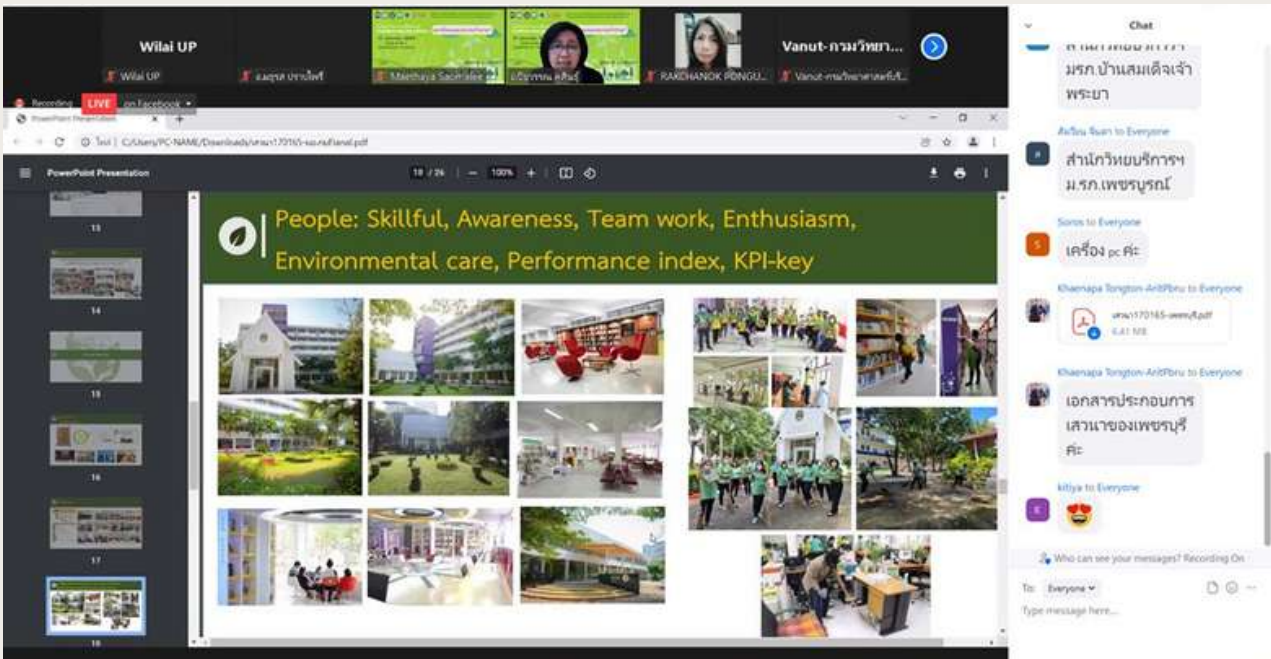 Wilai UP
Vanut-กรมวิทยา...
Wilai UP
Recording
LIVE
on Facebook
PowerPoint Presentation
PowerPoint Presentation
18 / 26
100%
People: Skillful, Awareness, Team work, Enthusiasm,
Environmental care, Performance index, KPI-key
13
14
15
16
17
18
Chat
มรภ.บ้านสมเด็จเจ้า
พระยา
to Everyone
สำนักวิทยบริการฯ
ม.รภ.เพชรบูรณ์
Soros to Everyone
S
เครื่อง pc ค่ะ
Khaenapa Tongton-AritPbru to Everyone
6.41 MB
Khaenapa Tongton-AritPbru to Everyone
เอกสารประกอบการ
เสวนาของเพชรบุรี
ค่ะ
kitiya to Everyone
K
Who can see your messages? Recording On
To: Everyone
Type message here...